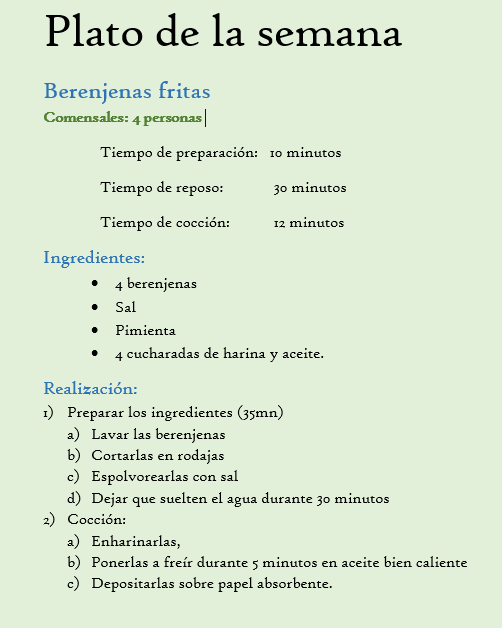 Plato de la semana
Berenjenas fritas
Comensales: 4 personas
Tiempo de preparación: 10 minutos
Tiempo de reposo: 30 minutos
Tiempo de cocción: 12 minutos
Ingredientes:
• 4 berenjenas
• Sal
• Pimienta
• 4 cucharadas de harina y aceite.
Realización:
1) Preparar los ingredientes (35mn)
a) Lavar las berenjenas
b) Cortarlas en rodajas
c) Espolvorearlas con sal
d) Dejar que suelten el agua durante 30 minutos
2) Cocción:
a) Enharinarlas,
b) Ponerlas a freír durante 5 minutos en aceite bien caliente
c) Depositarlas sobre papel absorbente.